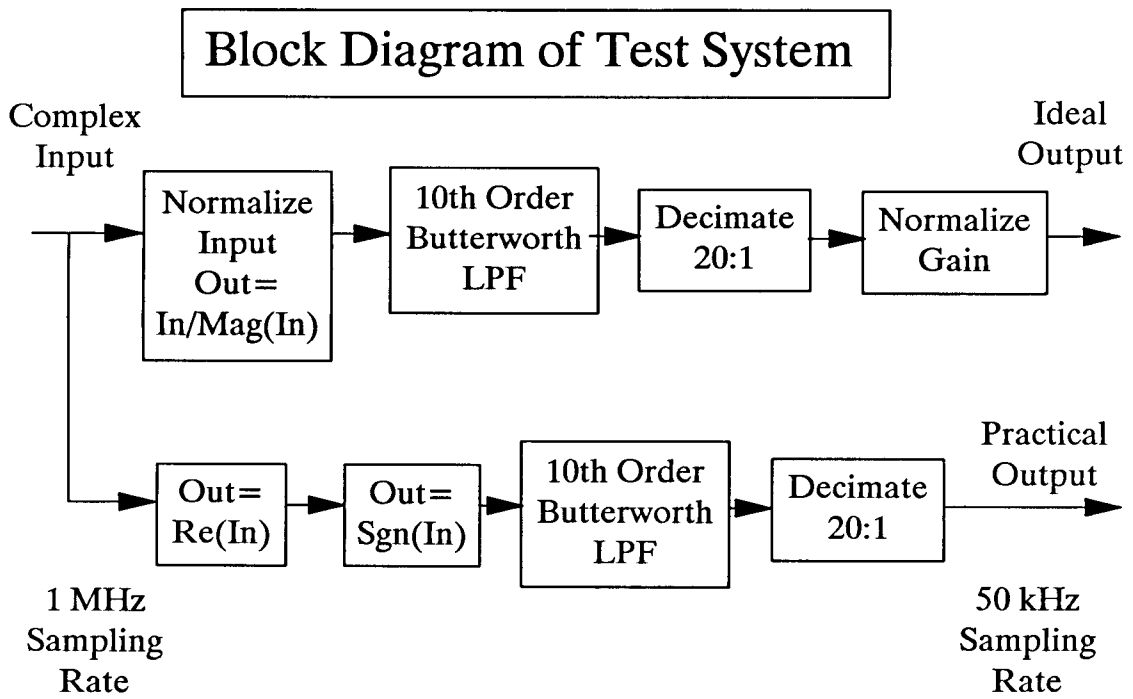 Block Diagram of Test System
Complex
Input
Ideal
Output
Normalize
Input
Out=
In/Mag(In)
10th Order
Butterworth
LPF
Decimate
20:1
Normalize
Gain
Out=
Re(In)
Out=
Sgn(In)
10th Order
Butterworth
LPF
Decimate
20:1
Practical
Output
1 MHz
Sampling
Rate
50 kHz
Sampling
Rate